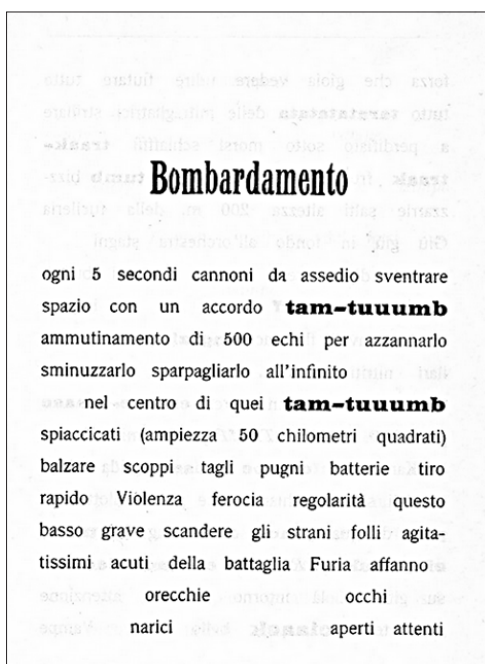 Bombardamento
ogni 5 secondi cannoni da assedio sventrare
spazio con un accordo tam-tuuumb
ammutinamento di 500 echi per azzannarlo
sminuzzarlo sparpagliarlo all'infinito
nel centro di quei tam-tuuumb
spiaccicati (ampiezza 50 chilometri quadrati)
balzare scoppi tagli pugni batterie tiro
rapido Violenza ferocia regolarità questo
basso grave scandere gli strani folli agita-
tissimi acuti della battaglia Furia affanno
orecchie occhi
narici aperti attenti